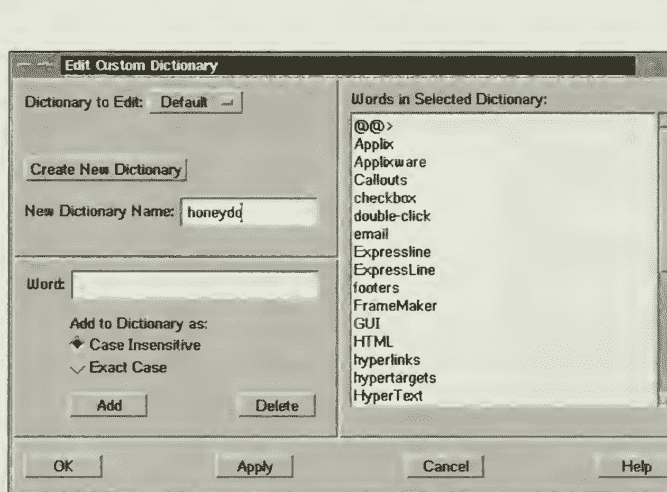 Edit Custom Dictionary
Dictionary to Edit: Default
Create New Dictionary
New Dictionary Name: honeydo
Word:
Add to Dictionary as:
Case Insensitive
Exact Case
Add Delete
Words in Selected Dictionary:
@@>
Applix
Applixware
Callouts
checkbox
double-click
email
Expressline
ExpressLine
footers
FrameMaker
GUI
HTML
hyperlinks
hypertargets
HyperText
OK Apply Cancel Help